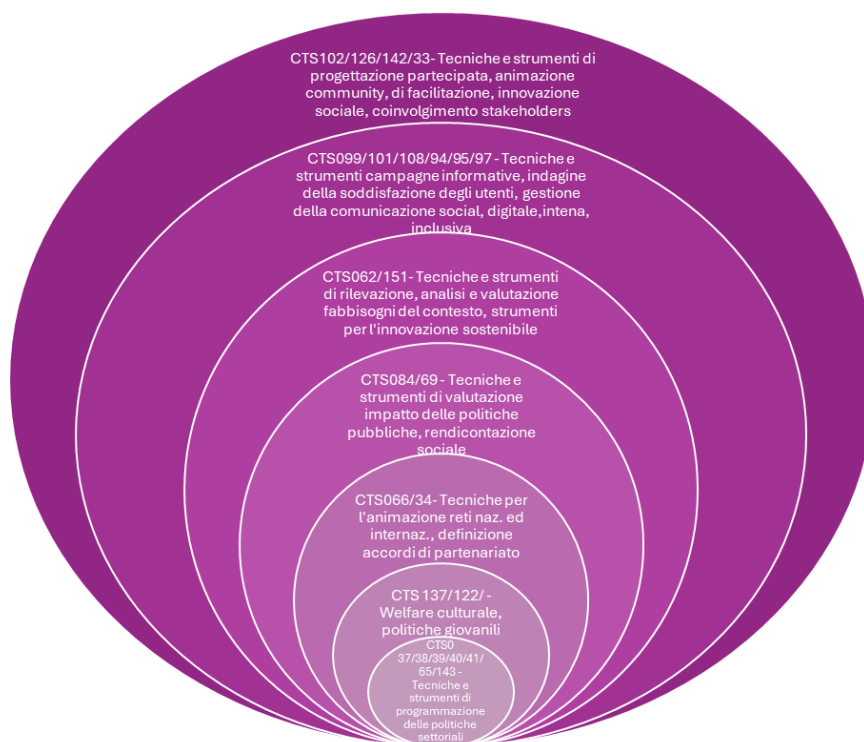 CTS102/126/142/33- Tecniche e strumenti di
progettazione partecipata, animazione
community, di facilitazione, innovazione
sociale, coinvolgimento stakeholders
CTS099/101/108/94/95/97 - Tecniche e
strumenti campagne informative, indagine
della soddisfazione degli utenti, gestione
della comunicazione social, digitale,intena,
inclusiva
CTS062/151- Tecniche e strumenti
di rilevazione, analisi e valutazione
fabbisogni del contesto, strumenti
per l'innovazione sostenibile
CTS084/69 - Tecniche e
strumenti di valutazione
impatto delle politiche
pubbliche, rendicontazione
sociale
CTS066/34- Tecniche per
l'animazione reti naz. ed
internaz., definizione
accordi di partenariato
CTS 137/122/ -
Welfare culturale,
politiche giovanili
CTS0
37/38/39/40/41/
65/143 -
Tecniche e
strumenti di
programmazione
delle politiche
settoriali